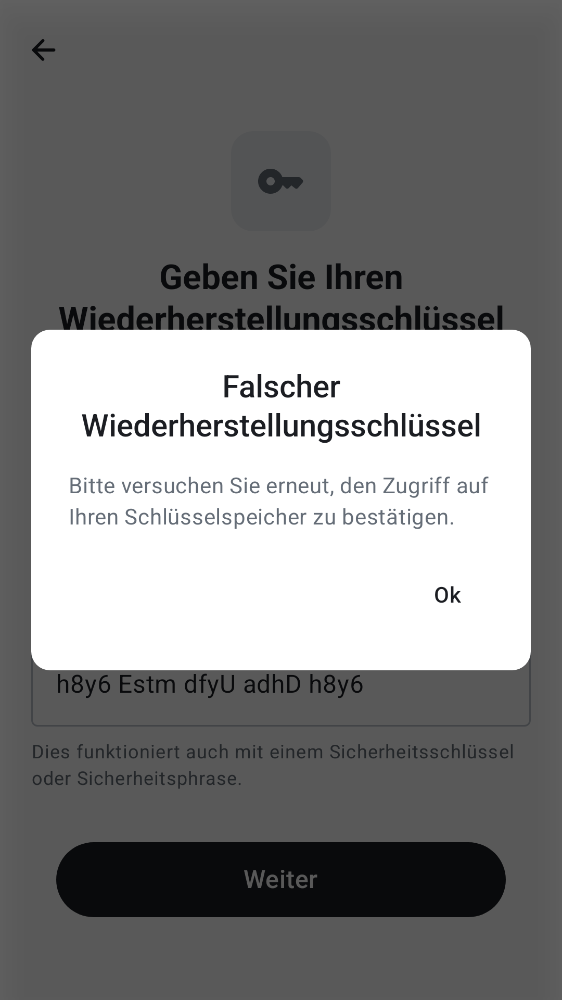 Geben Sie Ihren
Wiederherstellungsschlüssel
Falscher
Wiederherstellungsschlüssel
Bitte versuchen Sie erneut, den Zugriff auf
Ihren Schlüsselspeicher zu bestätigen.
Ok
h8y6 Estm dfyU adhD h8y6
Dies funktioniert auch mit einem Sicherheitsschlüssel
oder Sicherheitsphrase.
Weiter